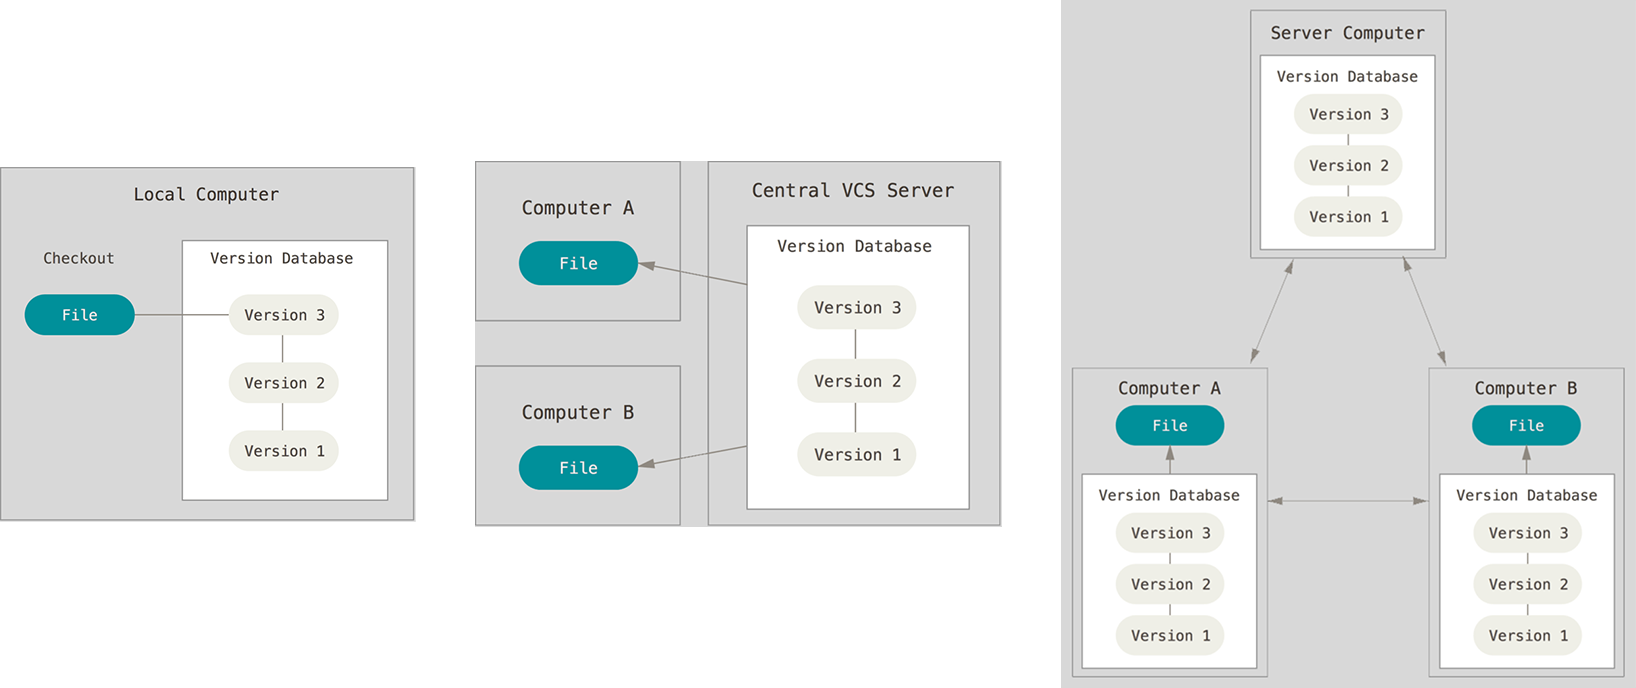 Local Computer
Checkout
File
Version Database
Version 3
Version 2
Version 1
Computer A
File
Computer B
File
Central VCS Server
Version Database
Version 3
Version 2
Version 1
Server Computer
Version Database
Version 3
Version 2
Version 1
Computer A
File
Version Database
Version 3
Version 2
Version 1
Computer B
File
Version Database
Version 3
Version 2
Version 1